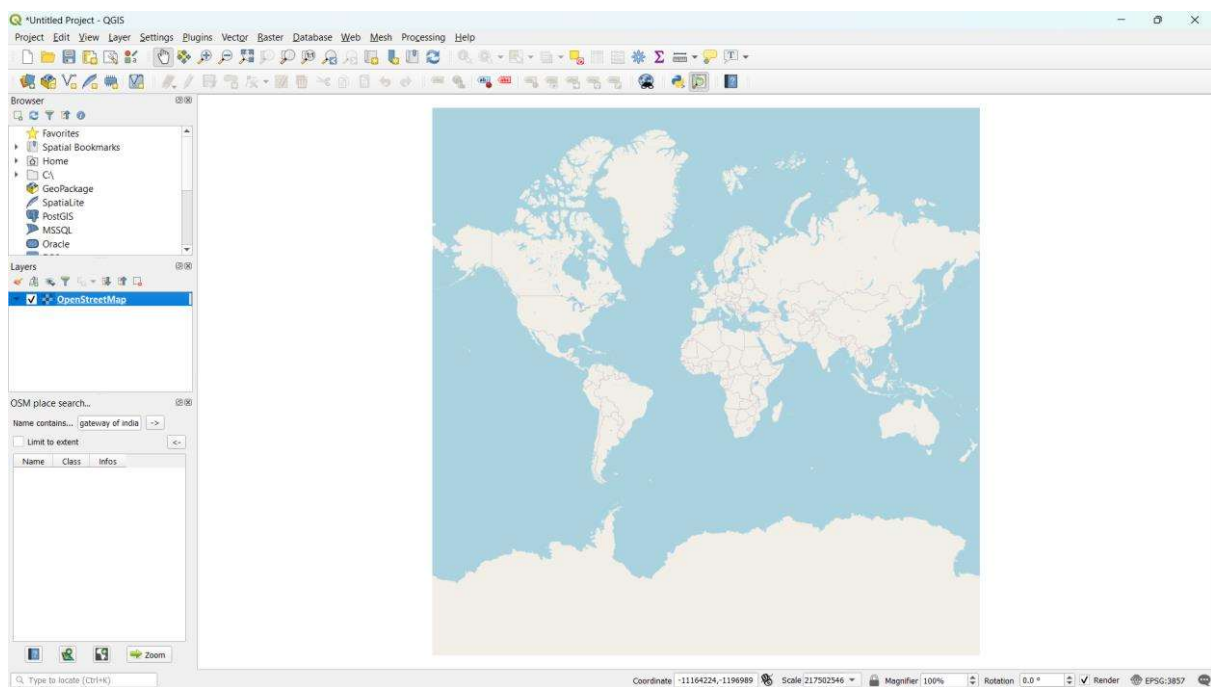 *Untitled Project - QGIS
Project Edit View Layer Settings Plugins Vector Raster Database Web Mesh Processing Help
Browser
Favorites
Spatial Bookmarks
Home
C:\
GeoPackage
SpatiaLite
PostGIS
MSSQL
Oracle
Layers
OpenStreetMap
OSM place search...
Name contains... gateway of india ->
Limit to extent <-
Name Class Infos
Zoom
Type to locate (Ctrl+K) Coordinate -11164224,-1196989 Scale 217502546 Magnifier 100% Rotation 0.0 ° Render EPSG:3857